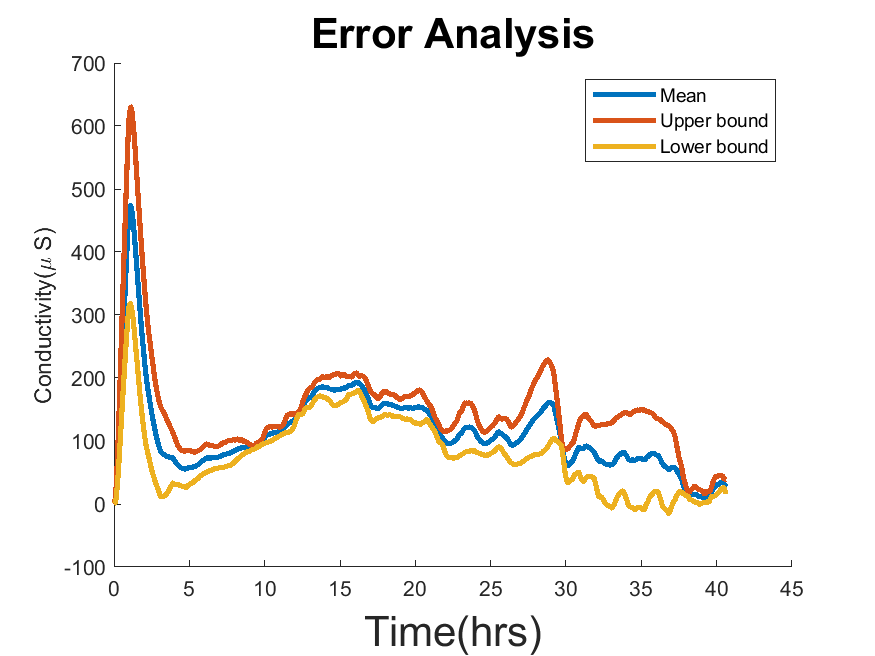 Error Analysis
700
600
500
400
300
200
100
0
-100
Conductivity(μ S)
Mean
Upper bound
Lower bound
0 5 10 15 20 25 30 35 40 45
Time(hrs)